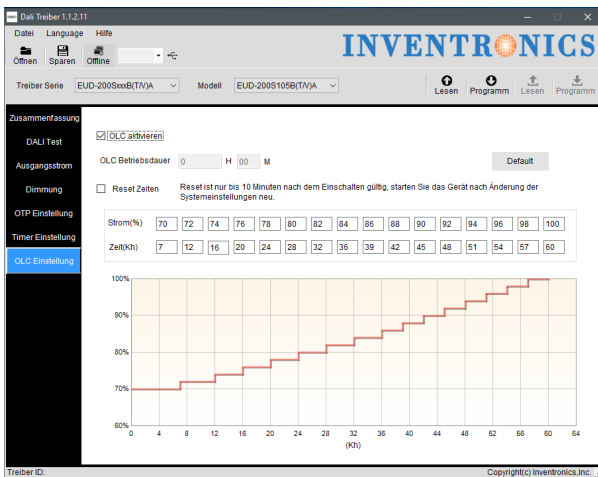 Dali Treiber 1.1.2.11
Datei Language Hilfe
Öffnen Sparen Offline
INVENTRONICS
Treiber Serie EUD-200SxxxB(T/V)A Modell EUD-200S105B(T/V)A Lesen Programm Lesen Programm
Zusammenfassung
DALI Test
Ausgangsstrom
Dimmung
OTP Einstellung
Timer Einstellung
OLC Einstellung
OLC aktivieren
OLC Betriebsdauer 0 H 00 M Default
Reset Zeiten Reset ist nur bis 10 Minuten nach dem Einschalten gültig, starten Sie das Gerät nach Änderung der
Systemeinstellungen neu.
Strom(%) 70 72 74 76 78 80 82 84 86 88 90 92 94 96 98 100
Zeit(Kh) 7 12 16 20 24 28 32 36 39 42 45 48 51 54 57 60
100%
90%
80%
70%
60%
0 4 8 12 16 20 24 28 32 36 40 44 48 52 56 60 64
(Kh)
Treiber ID: Copyright(c) Inventronics,Inc.